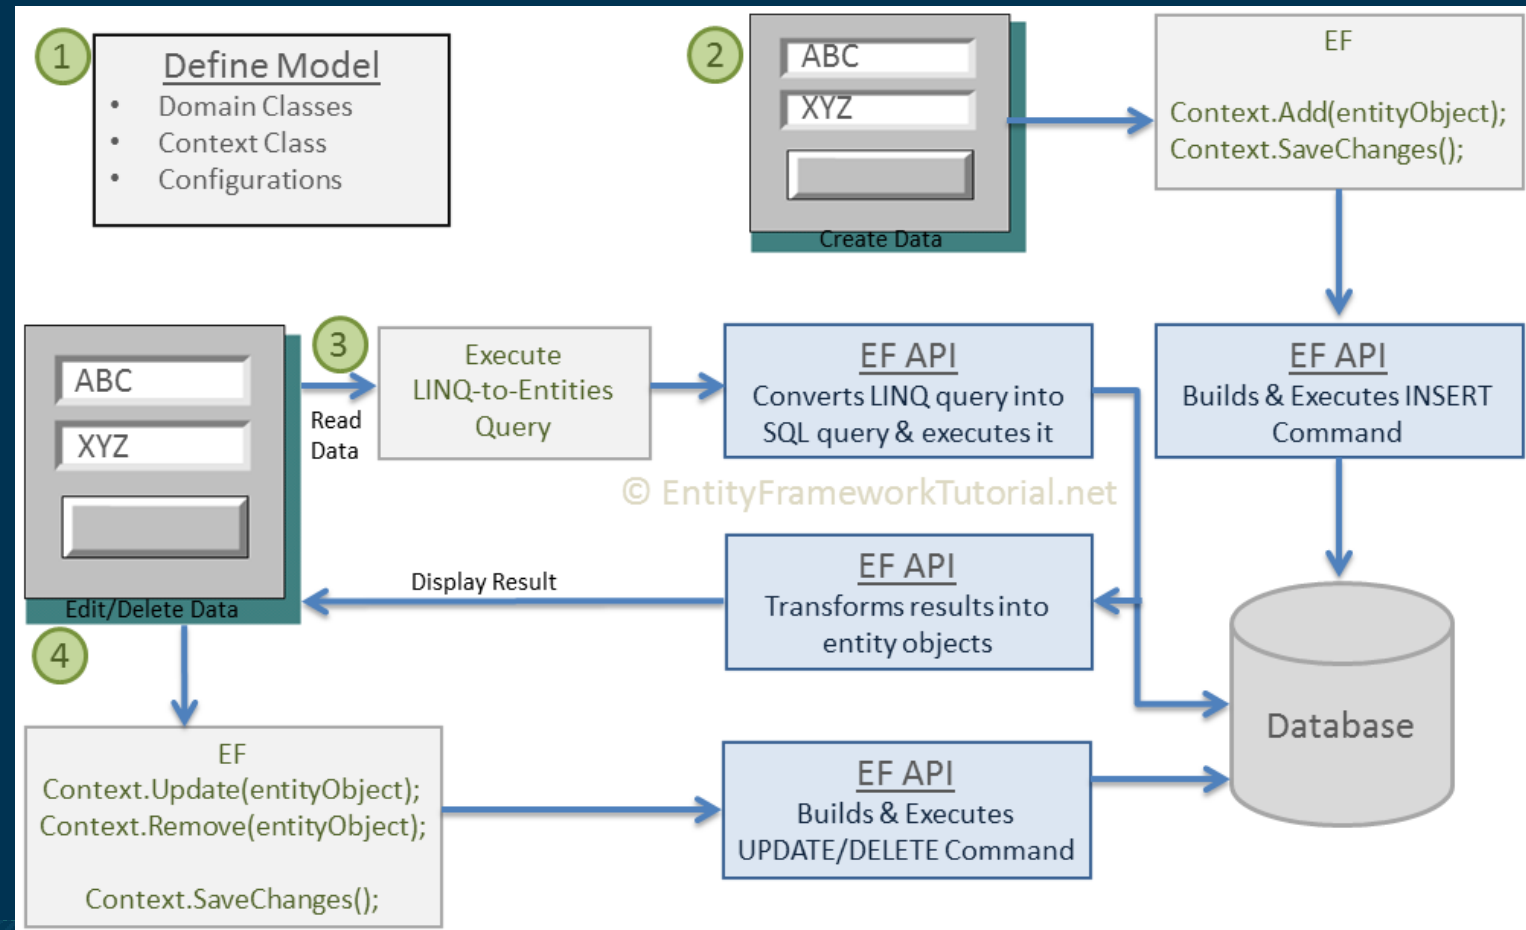 1
Define Model
• Domain Classes
• Context Class
• Configurations
2
ABC
XYZ
Create Data
EF
Context.Add(entityObject);
Context.SaveChanges();
ABC
XYZ
Edit/Delete Data
3
Read
Data
Execute
LINQ-to-Entities
Query
EF API
Converts LINQ query into
SQL query & executes it
EF API
Builds & Executes INSERT
Command
© EntityFrameworkTutorial.net
Display Result
EF API
Transforms results into
entity objects
Database
4
EF
Context.Update(entityObject);
Context.Remove(entityObject);
Context.SaveChanges();
EF API
Builds & Executes
UPDATE/DELETE Command